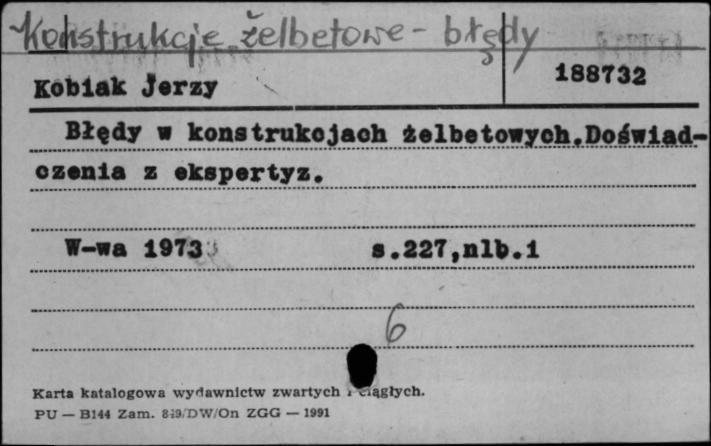 Konstrukcje żelbetowe - błędy
Kobiak Jerzy
188732
Błędy w konstrukcjach żelbetowych.Doświad-
czenia z ekspertyz.
W-wa 1973
s.227,nlb.1
6
Karta katalogowa wydawnictw zwartych i ciągłych.
PU — B144 Zam. 849/DW/On ZGG — 1991